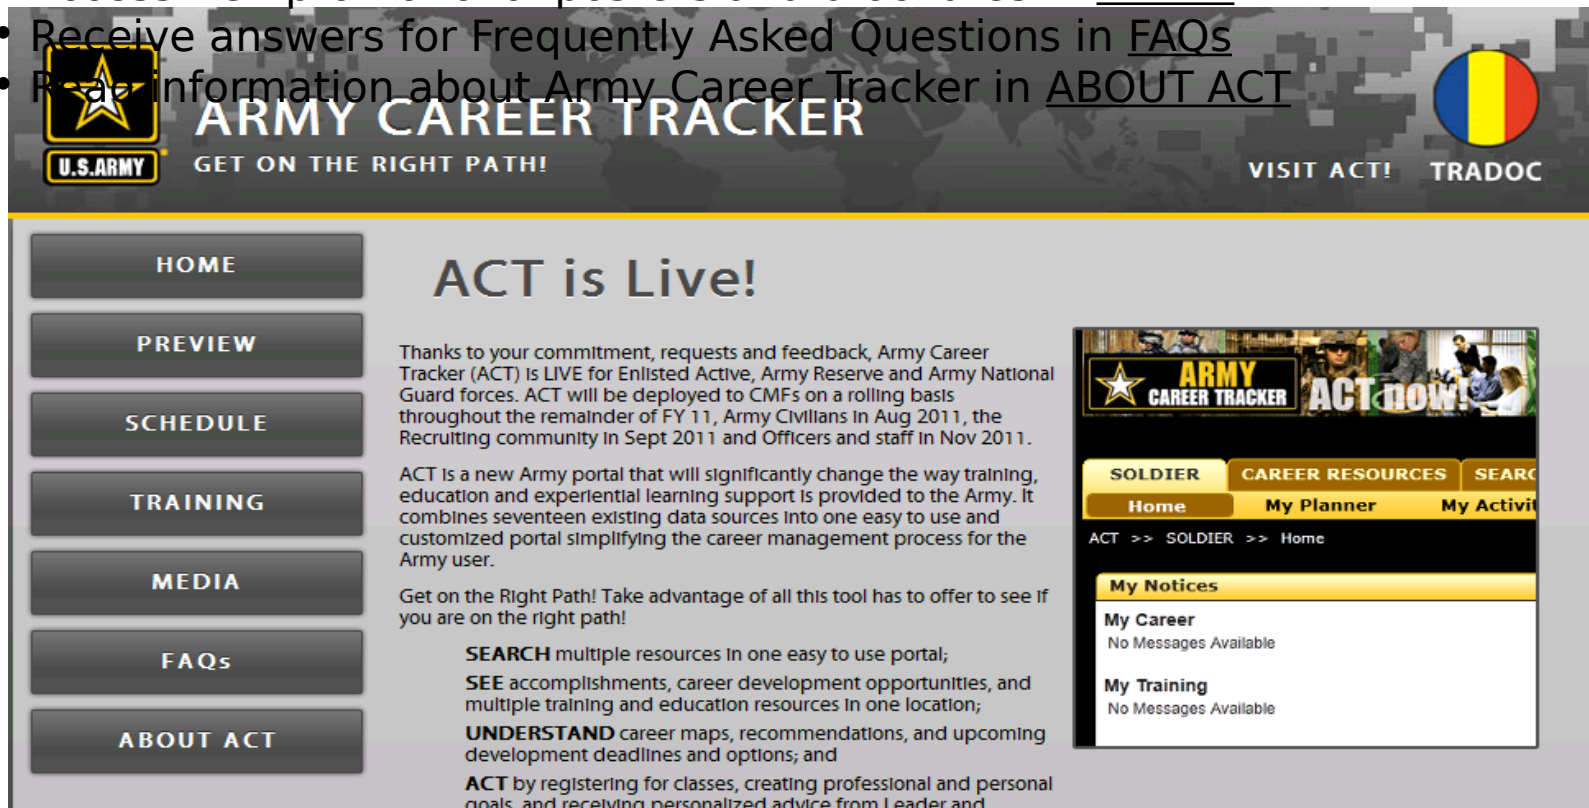 Receive answers for Frequently Asked Questions in FAQs
Read information about Army Career Tracker in ABOUT ACT
ARMY CAREER TRACKER
GET ON THE RIGHT PATH!
U.S.ARMY
VISIT ACT!
TRADOC
HOME
PREVIEW
SCHEDULE
TRAINING
MEDIA
FAQs
ABOUT ACT
ACT is Live!
Thanks to your commitment, requests and feedback, Army Career
Tracker (ACT) is LIVE for Enlisted Active, Army Reserve and Army National
Guard forces. ACT will be deployed to CMFs on a rolling basis
throughout the remainder of FY 11, Army Civilians in Aug 2011, the
Recruiting community in Sept 2011 and Officers and staff in Nov 2011.
ACT is a new Army portal that will significantly change the way training,
education and experiential learning support is provided to the Army. It
combines seventeen existing data sources into one easy to use and
customized portal simplifying the career management process for the
Army user.
Get on the Right Path! Take advantage of all this tool has to offer to see if
you are on the right path!
SEARCH multiple resources in one easy to use portal;
SEE accomplishments, career development opportunities, and
multiple training and education resources in one location;
UNDERSTAND career maps, recommendations, and upcoming
development deadlines and options; and
ACT by registering for classes, creating professional and personal
goals, and receiving personalized advice from Leader and
ARMY
CAREER TRACKER
ACT now!
SOLDIER
CAREER RESOURCES
SEARC
Home
My Planner
My Activit
ACT >> SOLDIER >> Home
My Notices
My Career
No Messages Available
My Training
No Messages Available